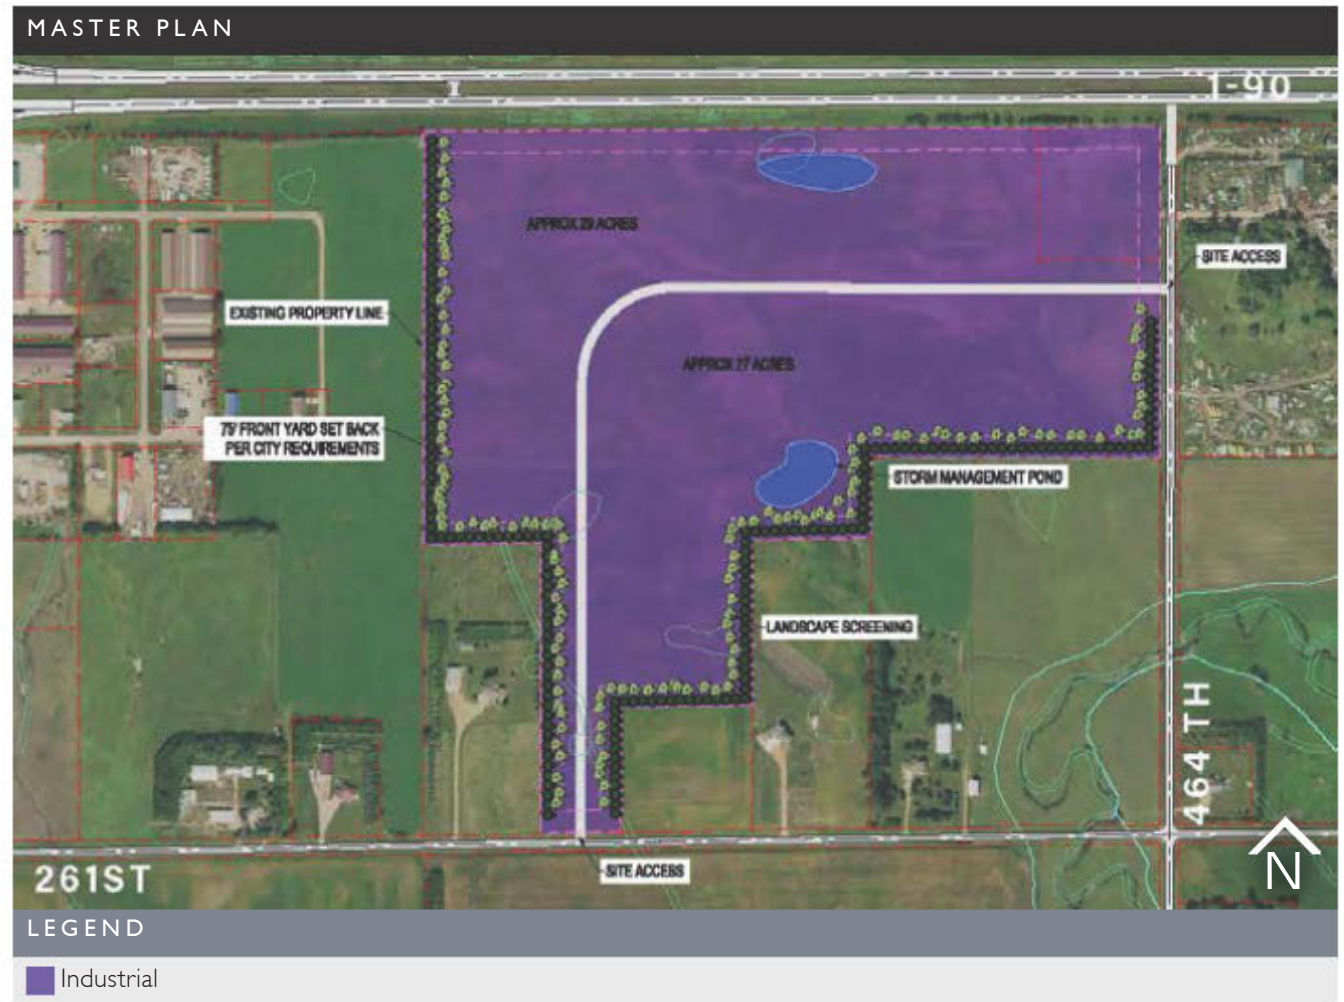 MASTER PLAN
I-90
APPROX 29 ACRES
SITE ACCESS
EXISTING PROPERTY LINE
APPROX 27 ACRES
75' FRONT YARD SET BACK
PER CITY REQUIREMENTS
STORM MANAGEMENT POND
LANDSCAPE SCREENING
464 TH
SITE ACCESS
261ST
N
LEGEND
Industrial